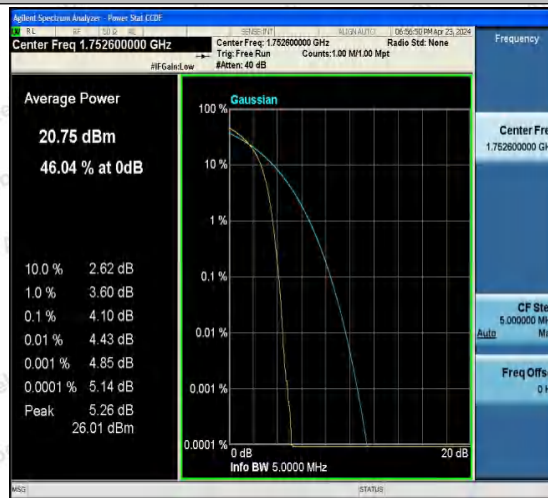 Agilent Spectrum Analyzer - Power Stat CCDF
RL RF 50 Ω SENSE:INT ALIGN AUTO 06:56:50 PM Apr 23, 2024
Center Freq 1.752600000 GHz
Center Freq: 1.752600000 GHz Radio Std: None
Trig: Free Run Counts:1.00 M/1.00 Mpt
#IFGain:Low #Atten: 40 dB
Frequency
Average Power
20.75 dBm
46.04 % at 0dB
10.0 % 2.62 dB
1.0 % 3.60 dB
0.1 % 4.10 dB
0.01 % 4.43 dB
0.001 % 4.85 dB
0.0001 % 5.14 dB
Peak 5.26 dB
26.01 dBm
Gaussian
100 %
10 %
1 %
0.1 %
0.01 %
0.001 %
0.0001 %
0 dB 20 dB
Info BW 5.0000 MHz
Center Fre
1.752600000 GH
CF Ste
5.000000 MH
Auto Ma
Freq Offs
0 H
MSG STATUS